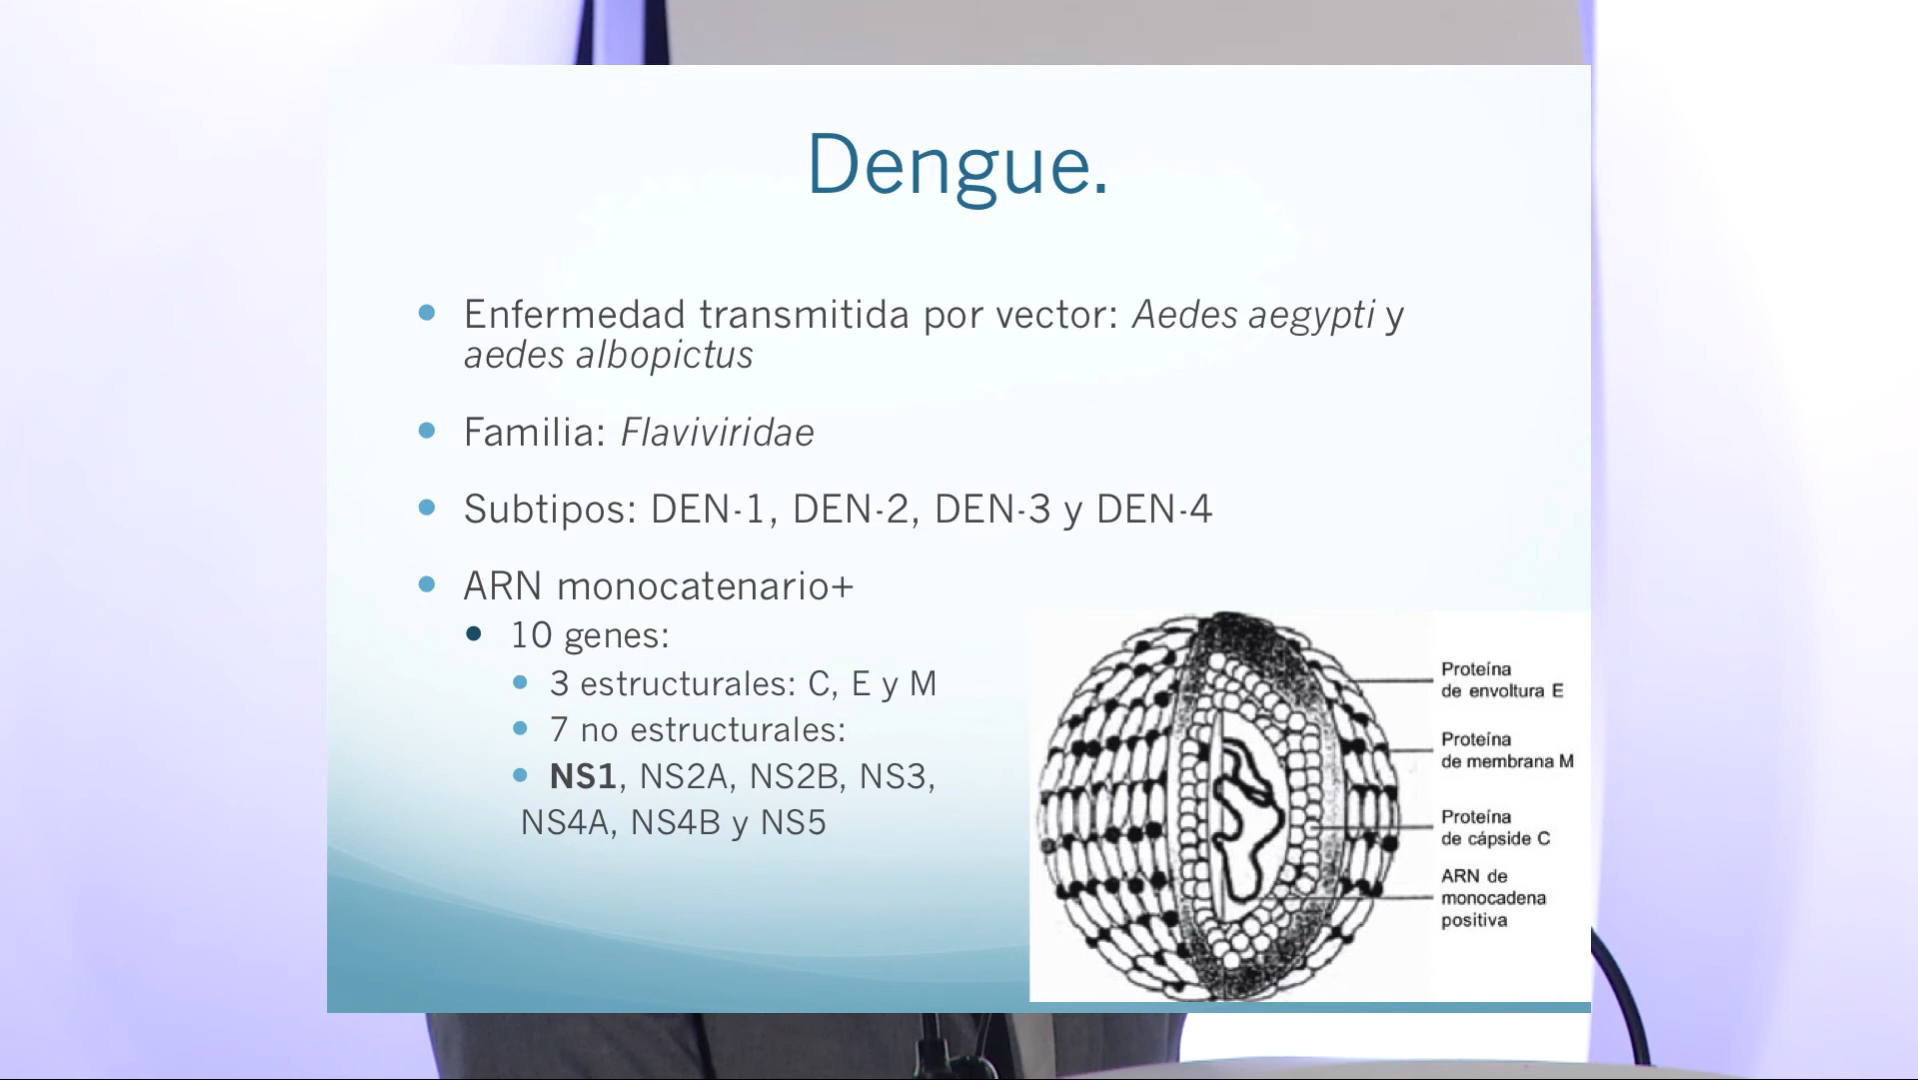 Dengue.
Enfermedad transmitida por vector: Aedes aegypti y
aedes albopictus
Familia: Flaviviridae
Subtipos: DEN-1, DEN-2, DEN-3 y DEN-4
ARN monocatenario+
10 genes:
3 estructurales: C, E y M
7 no estructurales:
NS1, NS2A, NS2B, NS3,
NS4A, NS4B y NS5
Proteína
de envoltura E
Proteína
de membrana M
Proteína
de cápside C
ARN de
monocadena
positiva